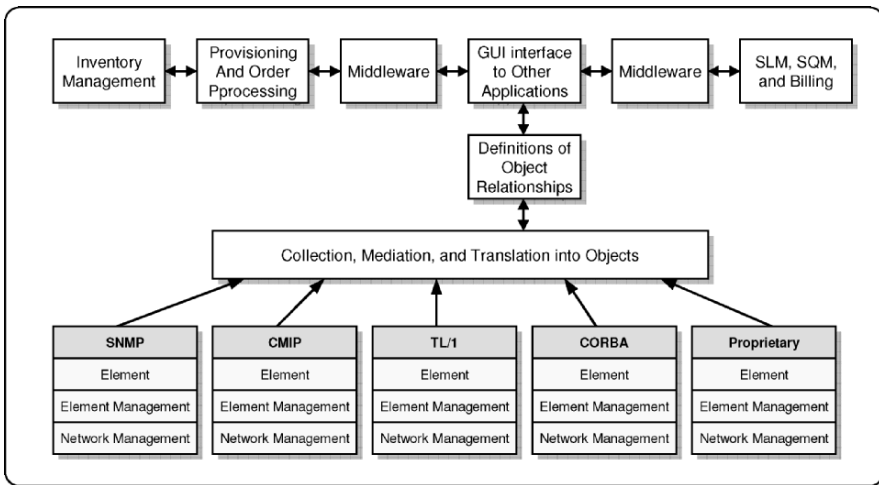 Inventory
Management
Provisioning
And Order
Pprocessing
Middleware
GUI interface
to Other
Applications
Middleware
SLM, SQM,
and Billing
Definitions of
Object
Relationships
Collection, Mediation, and Translation into Objects
SNMP
Element
Element Management
Network Management
CMIP
Element
Element Management
Network Management
TL/1
Element
Element Management
Network Management
CORBA
Element
Element Management
Network Management
Proprietary
Element
Element Management
Network Management